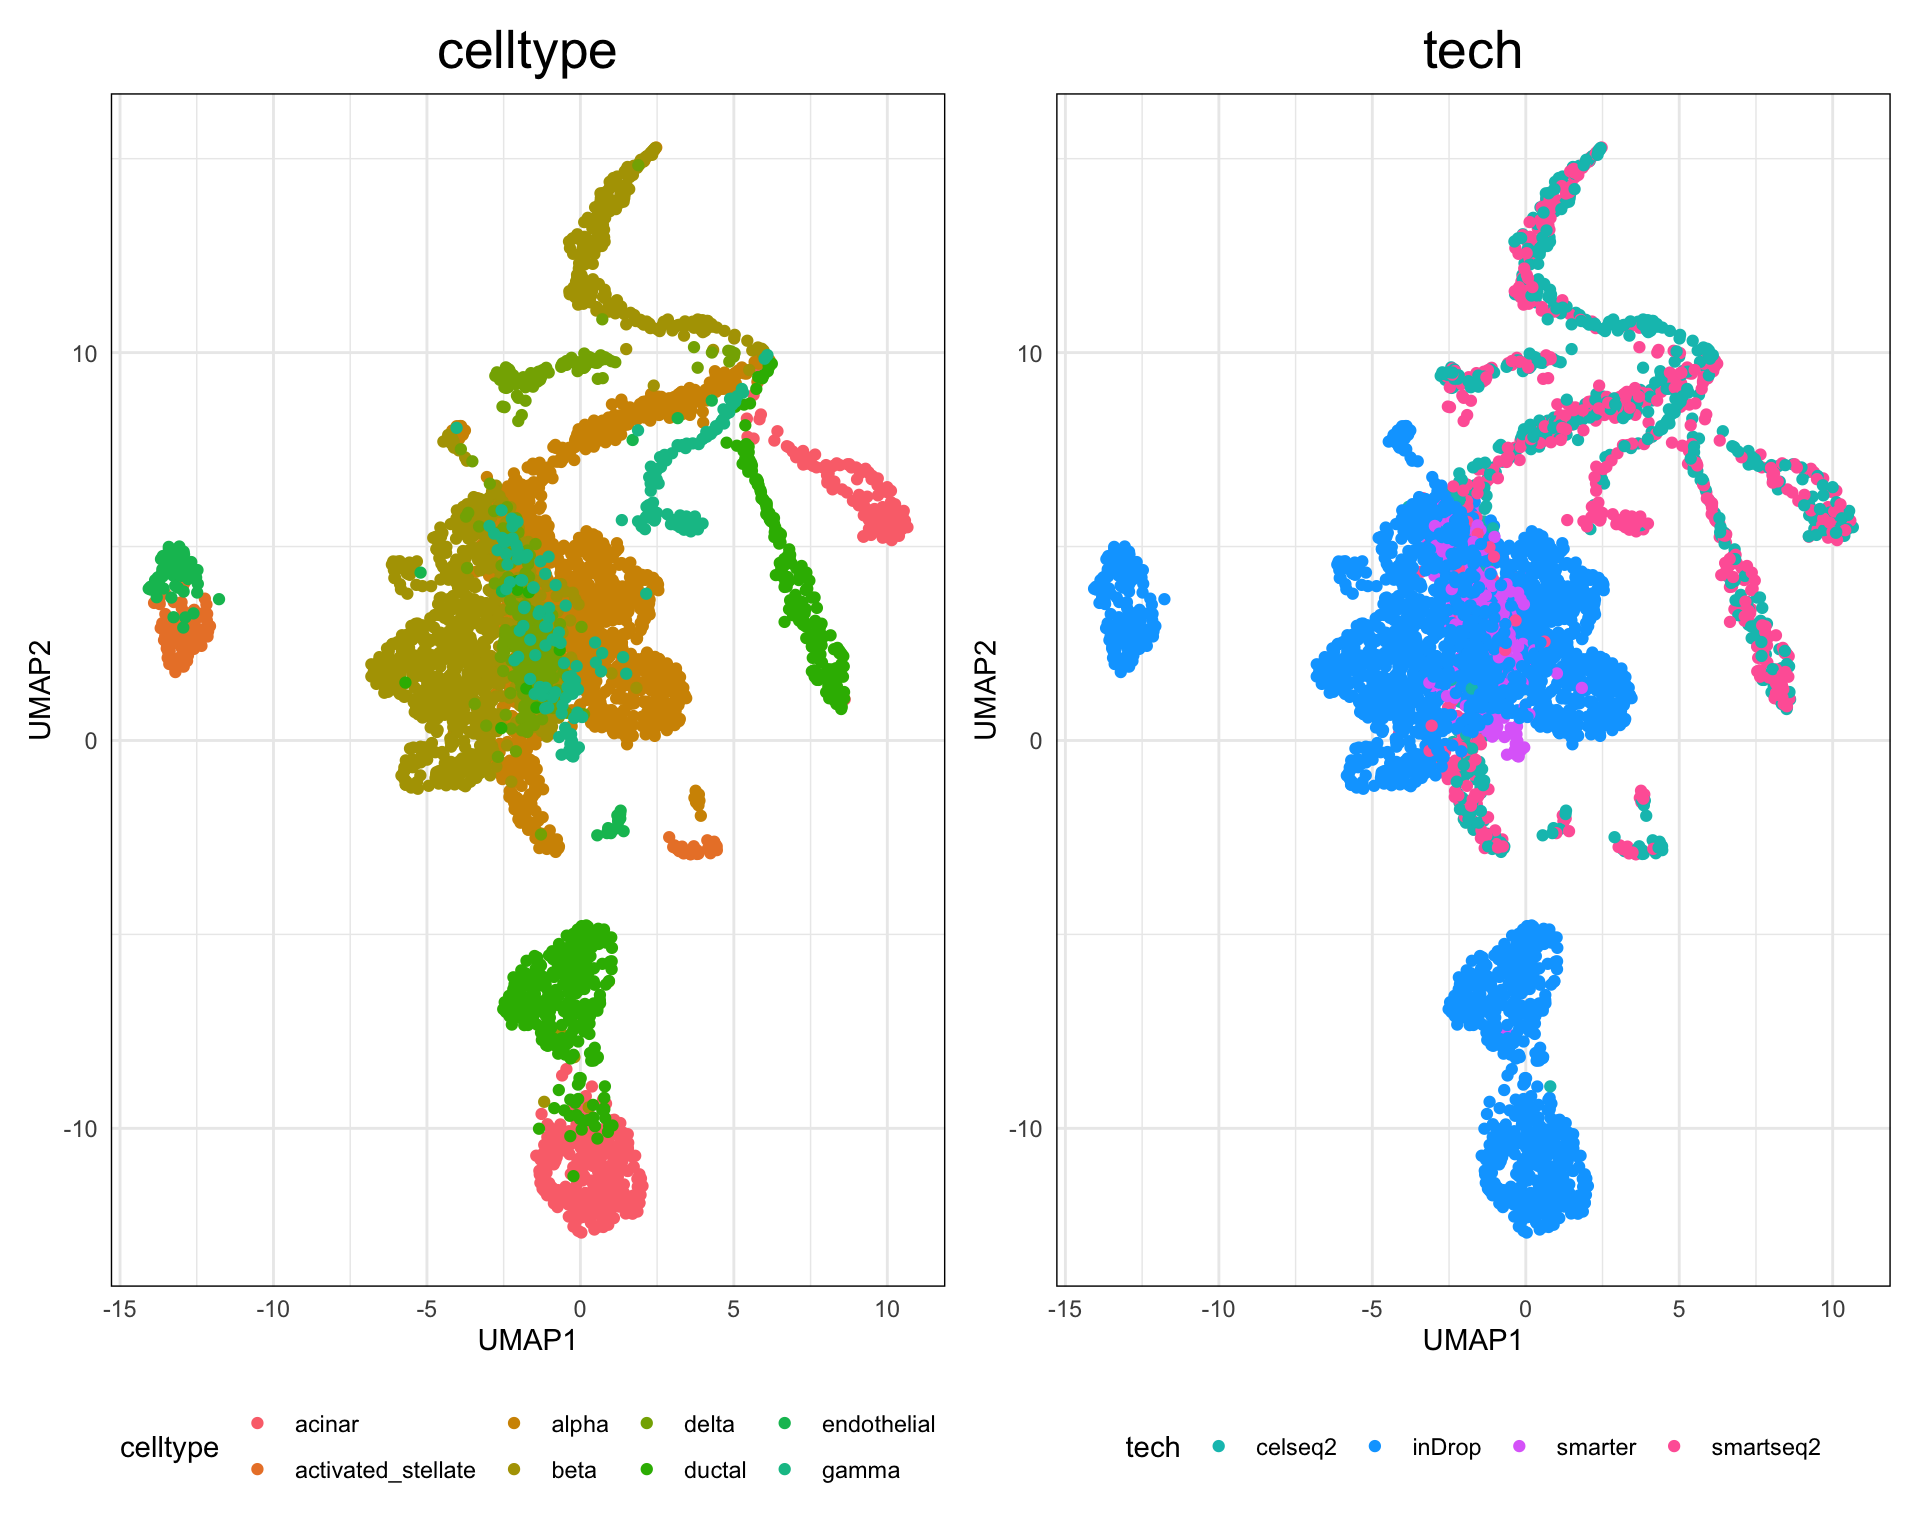 celltype
tech
10
0
-10
UMAP2
-15 -10 -5 0 5 10
UMAP1
10
0
-10
UMAP2
-15 -10 -5 0 5 10
UMAP1
celltype
acinar alpha delta endothelial
activated_stellate beta ductal gamma
tech celseq2 inDrop smarter smartseq2